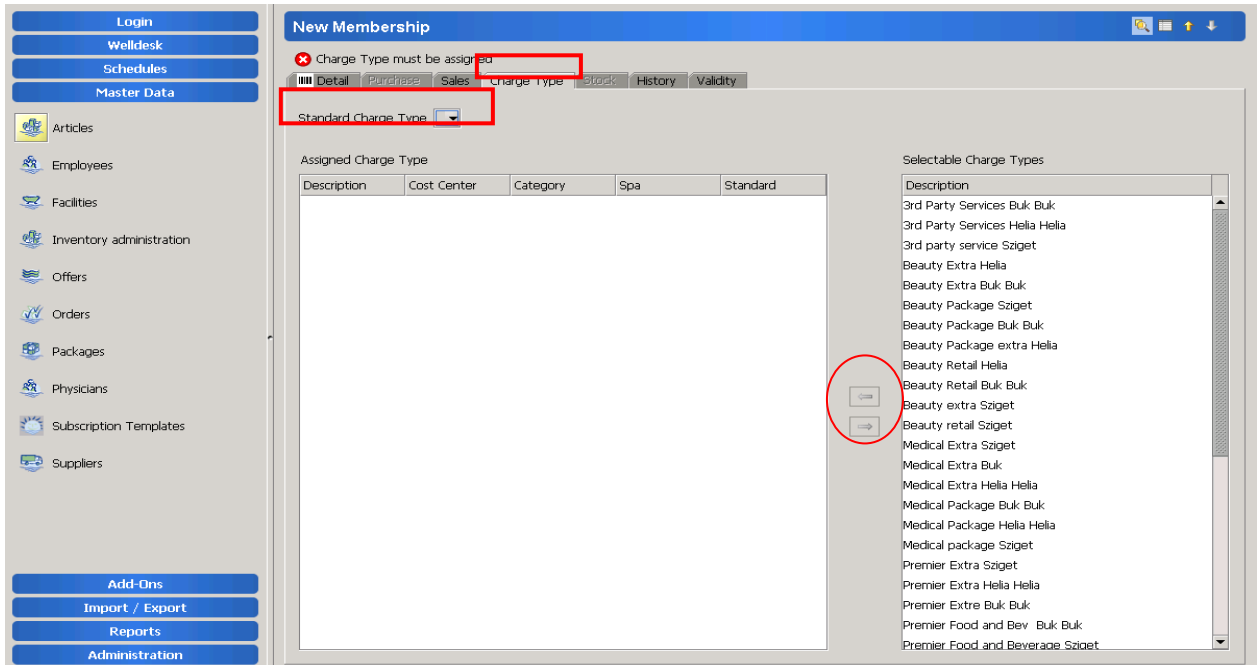 Login
Welldesk
Schedules
Master Data
Articles
Employees
Facilities
Inventory administration
Offers
Orders
Packages
Physicians
Subscription Templates
Suppliers
Add-Ons
Import / Export
Reports
Administration
New Membership
Charge Type must be assigned
Detail Purchase Sales Charge Type Stock History Validity
Standard Charge Type
Assigned Charge Type
Description Cost Center Category Spa Standard
Selectable Charge Types
Description
3rd Party Services Buk Buk
3rd Party Services Helia Helia
3rd party service Sziget
Beauty Extra Helia
Beauty Extra Buk Buk
Beauty Package Sziget
Beauty Package Buk Buk
Beauty Package extra Helia
Beauty Retail Helia
Beauty Retail Buk Buk
Beauty extra Sziget
Beauty retail Sziget
Medical Extra Sziget
Medical Extra Buk
Medical Extra Helia Helia
Medical Package Buk Buk
Medical Package Helia Helia
Medical package Sziget
Premier Extra Sziget
Premier Extra Helia Helia
Premier Extre Buk Buk
Premier Food and Bev Buk Buk
Premier Food and Beverage Sziget